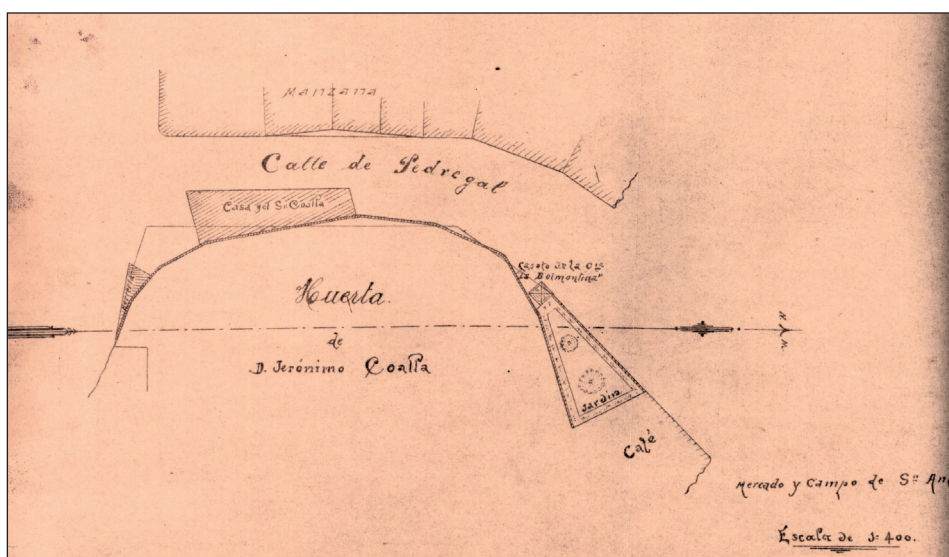 Manzana
Calle de Pedregal
Casa del Sr. Coalla
Caseta de la Cía
"La Belmontina"
Huerta
de
D. Jerónimo Coalla
Jardín
Café
Mercado y Campo de Sn An
Escala de 1:400.